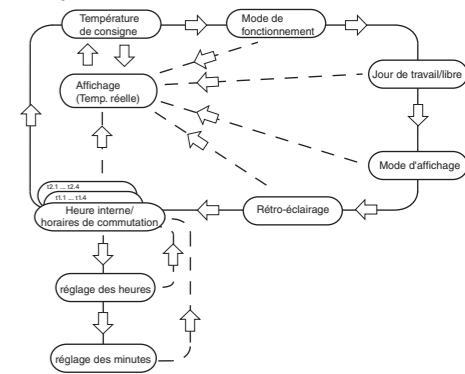 Température
de consigne
Mode de
fonctionnement
Affichage
(Temp. réelle)
Jour de travail/libre
Mode d'affichage
t2.1 ... t2.4
t1.1 ... t1.4
Heure interne/
horaires de commutation
Rétro-éclairage
réglage des heures
réglage des minutes